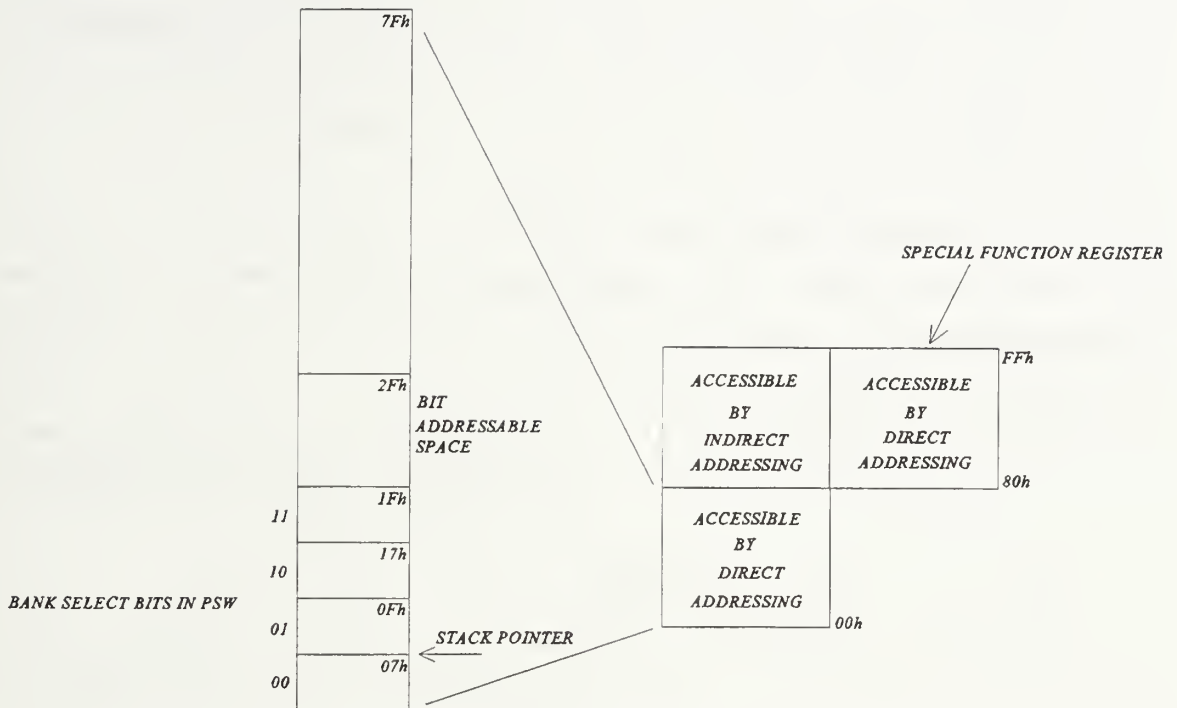 7Fh
2Fh
BIT
ADDRESSABLE
SPACE
1Fh
11
17h
10
BANK SELECT BITS IN PSW
0Fh
01
STACK POINTER
07h
00
SPECIAL FUNCTION REGISTER
FFh
ACCESSIBLE
BY
INDIRECT
ADDRESSING
ACCESSIBLE
BY
DIRECT
ADDRESSING
80h
ACCESSIBLE
BY
DIRECT
ADDRESSING
00h